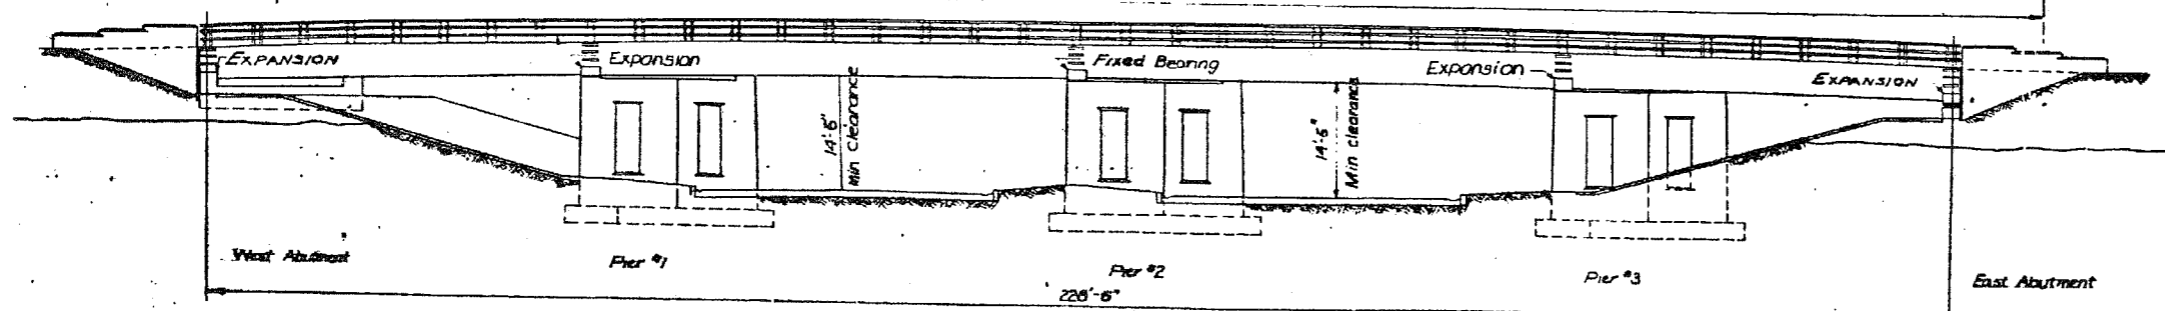 EXPANSION
Expansion
Fixed Bearing
Expansion
EXPANSION
14'-6"
Min Clearance
14'-6"
Min clearance
West Abutment
Pier #1
Pier #2
Pier #3
East Abutment
228'-6"